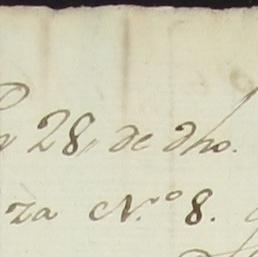 28, de dho.
za N.º 8.